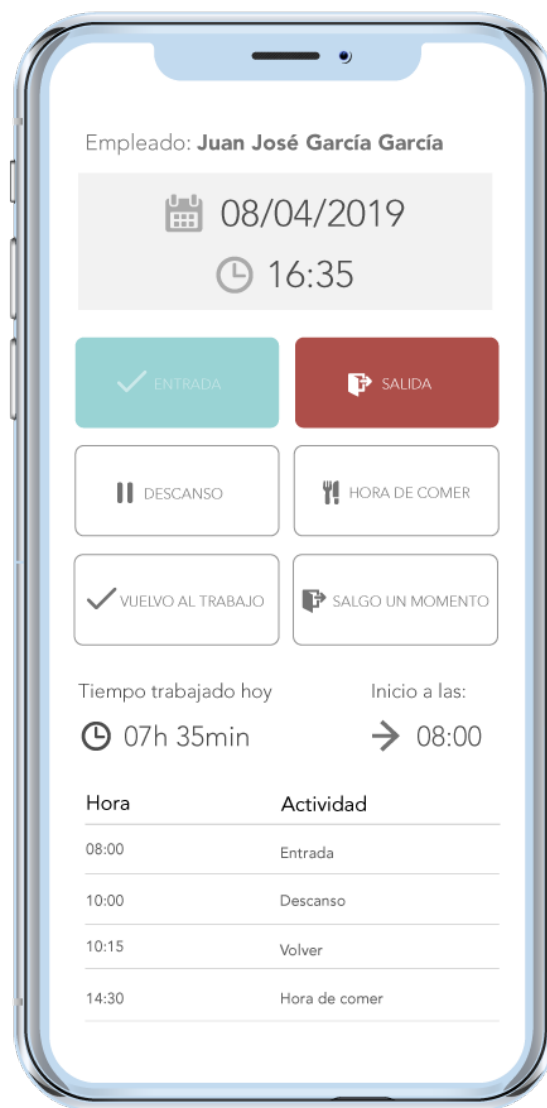 Empleado: Juan José García García
08/04/2019
16:35
ENTRADA
SALIDA
DESCANSO
HORA DE COMER
VUELVO AL TRABAJO
SALGO UN MOMENTO
Tiempo trabajado hoy
Inicio a las:
07h 35min
08:00
Hora Actividad
08:00 Entrada
10:00 Descanso
10:15 Volver
14:30 Hora de comer